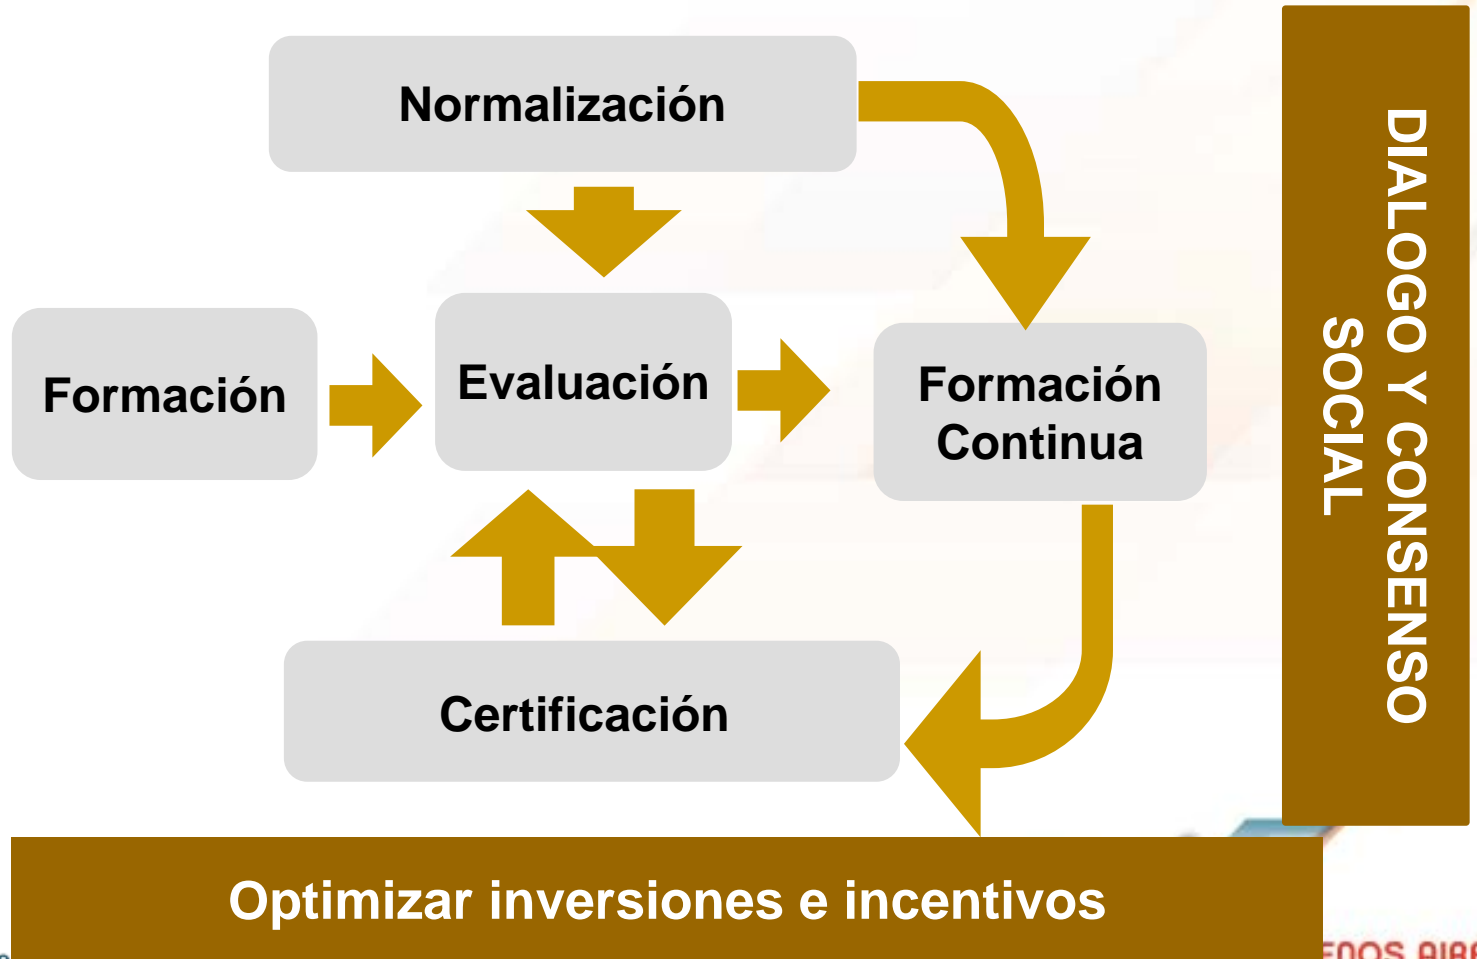 Normalización
Formación
Evaluación
Formación
Continua
Certificación
DIALOGO Y CONSENSO
SOCIAL
Optimizar inversiones e incentivos